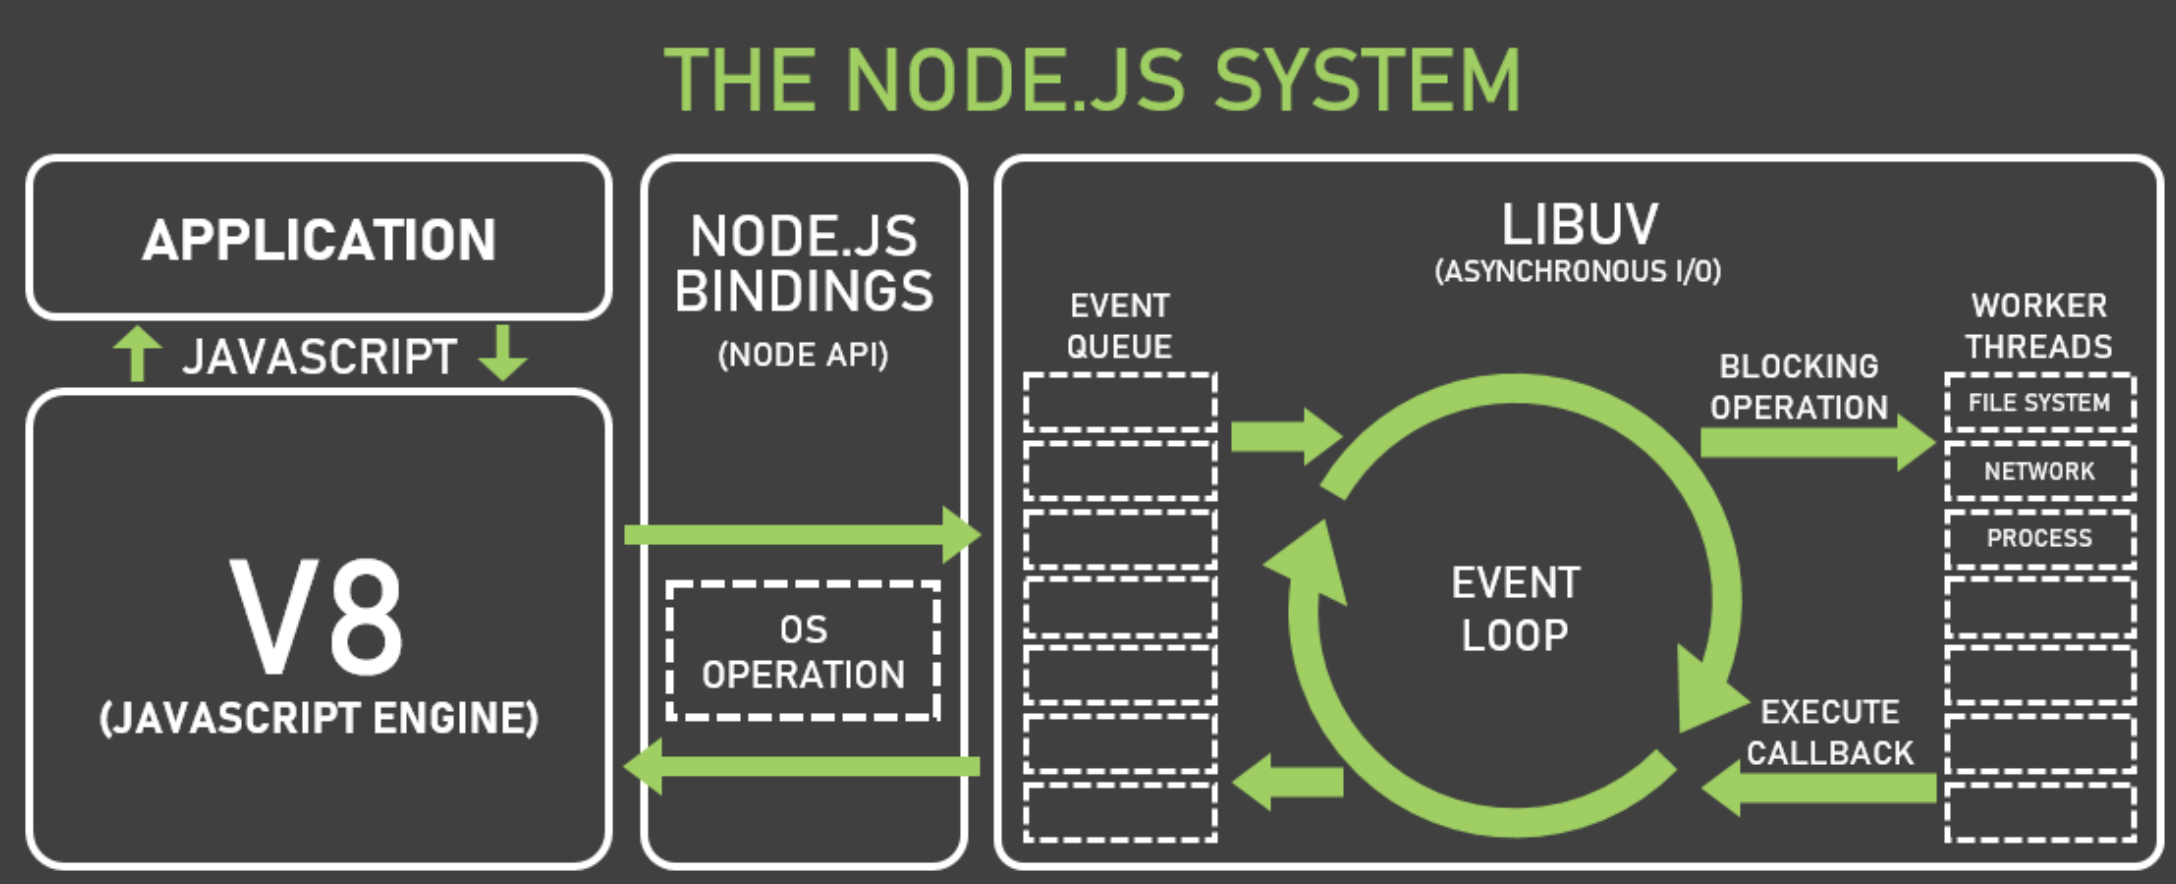 THE NODE.JS SYSTEM
APPLICATION
JAVASCRIPT
V8
(JAVASCRIPT ENGINE)
NODE.JS
BINDINGS
(NODE API)
OS
OPERATION
LIBUV
(ASYNCHRONOUS I/O)
EVENT
QUEUE
EVENT
LOOP
BLOCKING
OPERATION
EXECUTE
CALLBACK
WORKER
THREADS
FILE SYSTEM
NETWORK
PROCESS